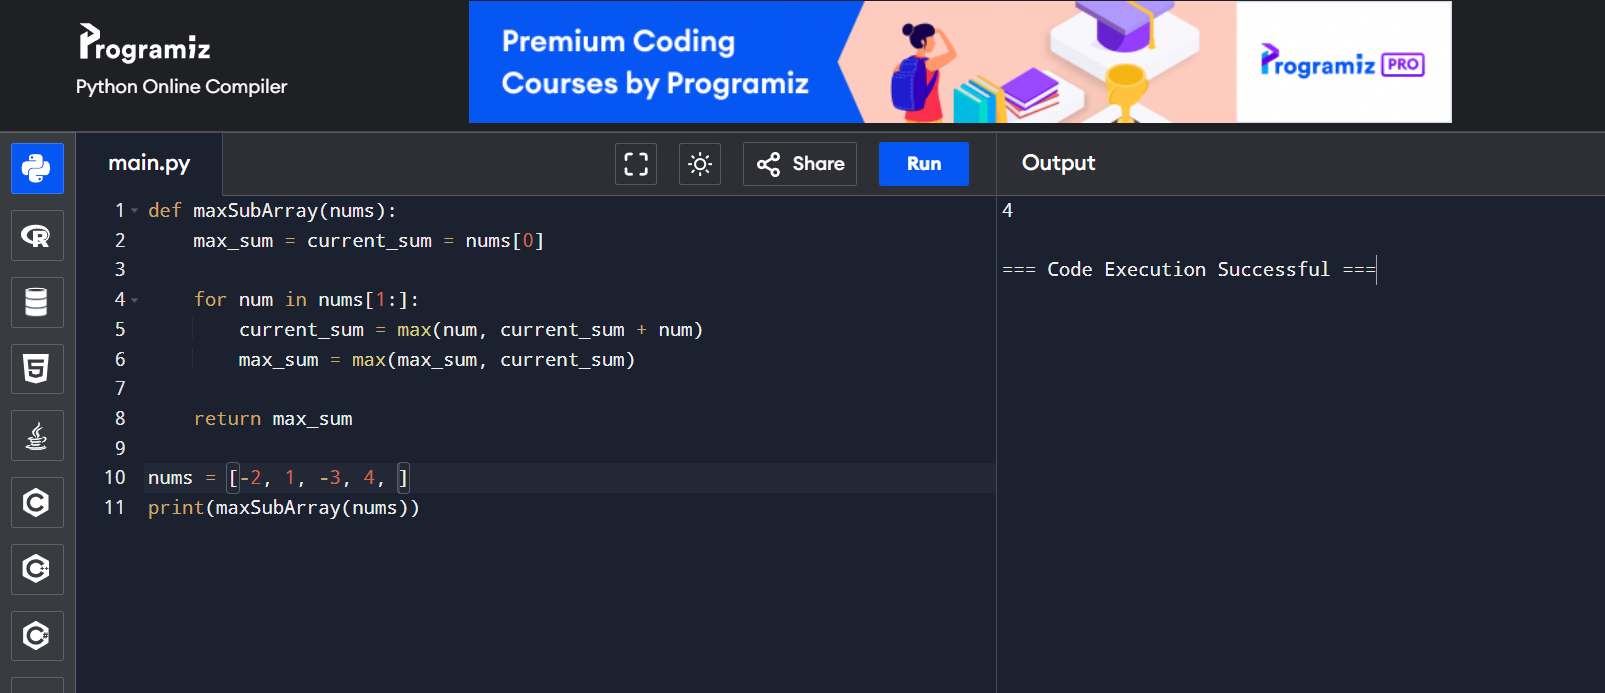 Programiz
Python Online Compiler
Premium Coding
Courses by Programiz
Programiz PRO
main.py
Share
Run
Output
1 def maxSubArray(nums):
2     max_sum = current_sum = nums[0]
3
4     for num in nums[1:]:
5         current_sum = max(num, current_sum + num)
6         max_sum = max(max_sum, current_sum)
7
8     return max_sum
9
10 nums = [-2, 1, -3, 4, ]
11 print(maxSubArray(nums))
4
=== Code Execution Successful ===
R
5
C
C++
C#